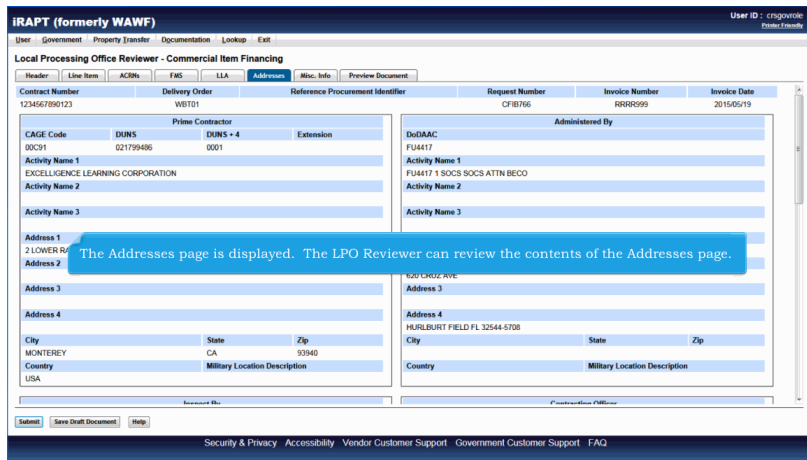 iRAPT (formerly WAWF)
User ID : crsgovrole
Printer Friendly
User Government Property Transfer Documentation Lookup Exit
Local Processing Office Reviewer - Commercial Item Financing
Header Line Item ACRNs FMS LLA Addresses Misc. Info Preview Document
Contract Number Delivery Order Reference Procurement Identifier Request Number Invoice Number Invoice Date
1234567890123 WBT01 CFIB766 RRRR999 2015/05/19
Prime Contractor
CAGE Code DUNS DUNS + 4 Extension
00C91 021799486 0001
Activity Name 1
EXCELLIGENCE LEARNING CORPORATION
Activity Name 2
Activity Name 3
Address 1
2 LOWER
Address 2
Address 3
Address 4
City State Zip
MONTEREY CA 93940
Country Military Location Description
USA
Administered By
DoDAAC
FU4417
Activity Name 1
FU4417 1 SOCS SOCS ATTN BECO
Activity Name 2
Activity Name 3
The Addresses page is displayed. The LPO Reviewer can review the contents of the Addresses page.
620 CRUZ AVE
Address 3
Address 4
HURLBURT FIELD FL 32544-5708
City State Zip
Country Military Location Description
Inspect By
Contracting Officer
Submit Save Draft Document Help
Security & Privacy Accessibility Vendor Customer Support Government Customer Support FAQ